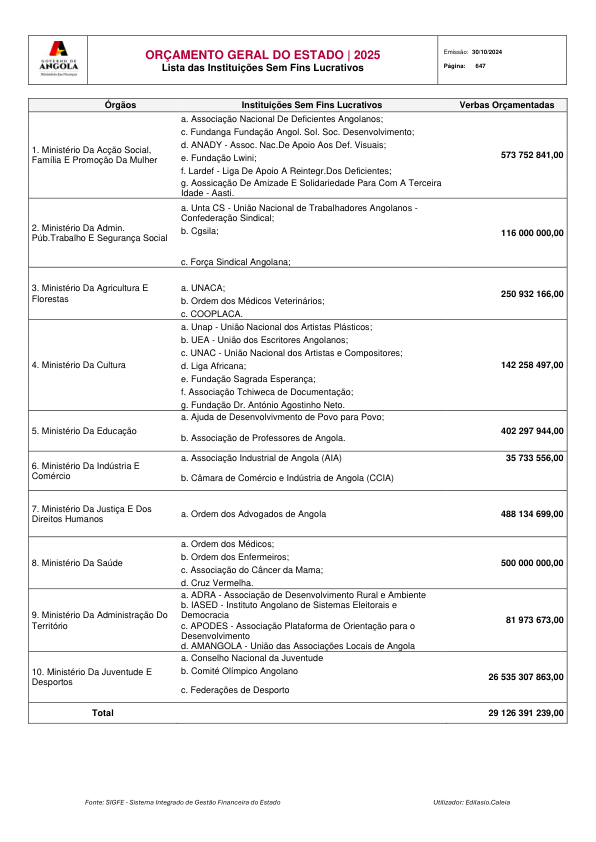 GOVERNO DE
ANGOLA
Ministério das Finanças
ORÇAMENTO GERAL DO ESTADO | 2025
Lista das Instituições Sem Fins Lucrativos
Emissão: 30/10/2024
Página: 647
Órgãos Instituições Sem Fins Lucrativos Verbas Orçamentadas
1. Ministério Da Acção Social,
Família E Promoção Da Mulher
a. Associação Nacional De Deficientes Angolanos;
c. Fundanga Fundação Angol. Sol. Soc. Desenvolvimento;
d. ANADY - Assoc. Nac.De Apoio Aos Def. Visuais;
e. Fundação Lwini;
f. Lardef - Liga De Apoio A Reintegr.Dos Deficientes;
g. Aossicação De Amizade E Solidariedade Para Com A Terceira
Idade - Aasti.
573 752 841,00
2. Ministério Da Admin.
Púb.Trabalho E Segurança Social
a. Unta CS - União Nacional de Trabalhadores Angolanos -
Confederação Sindical;
b. Cgsila;
c. Força Sindical Angolana;
116 000 000,00
3. Ministério Da Agricultura E
Florestas
a. UNACA;
b. Ordem dos Médicos Veterinários;
c. COOPLACA.
250 932 166,00
4. Ministério Da Cultura
a. Unap - União Nacional dos Artistas Plásticos;
b. UEA - União dos Escritores Angolanos;
c. UNAC - União Nacional dos Artistas e Compositores;
d. Liga Africana;
e. Fundação Sagrada Esperança;
f. Associação Tchiweca de Documentação;
g. Fundação Dr. António Agostinho Neto.
142 258 497,00
5. Ministério Da Educação
a. Ajuda de Desenvolvivmento de Povo para Povo;
b. Associação de Professores de Angola.
402 297 944,00
6. Ministério Da Indústria E
Comércio
a. Associação Industrial de Angola (AIA)
b. Câmara de Comércio e Indústria de Angola (CCIA)
35 733 556,00
7. Ministério Da Justiça E Dos
Direitos Humanos
a. Ordem dos Advogados de Angola
488 134 699,00
8. Ministério Da Saúde
a. Ordem dos Médicos;
b. Ordem dos Enfermeiros;
c. Associação do Câncer da Mama;
d. Cruz Vermelha.
500 000 000,00
9. Ministério Da Administração Do
Território
a. ADRA - Associação de Desenvolvimento Rural e Ambiente
b. IASED - Instituto Angolano de Sistemas Eleitorais e
Democracia
c. APODES - Associação Plataforma de Orientação para o
Desenvolvimento
d. AMANGOLA - União das Associações Locais de Angola
81 973 673,00
10. Ministério Da Juventude E
Desportos
a. Conselho Nacional da Juventude
b. Comité Olímpico Angolano
c. Federações de Desporto
26 535 307 863,00
Total 29 126 391 239,00
Fonte: SIGFE - Sistema Integrado de Gestão Financeira do Estado
Utilizador: Editasio.Caleia